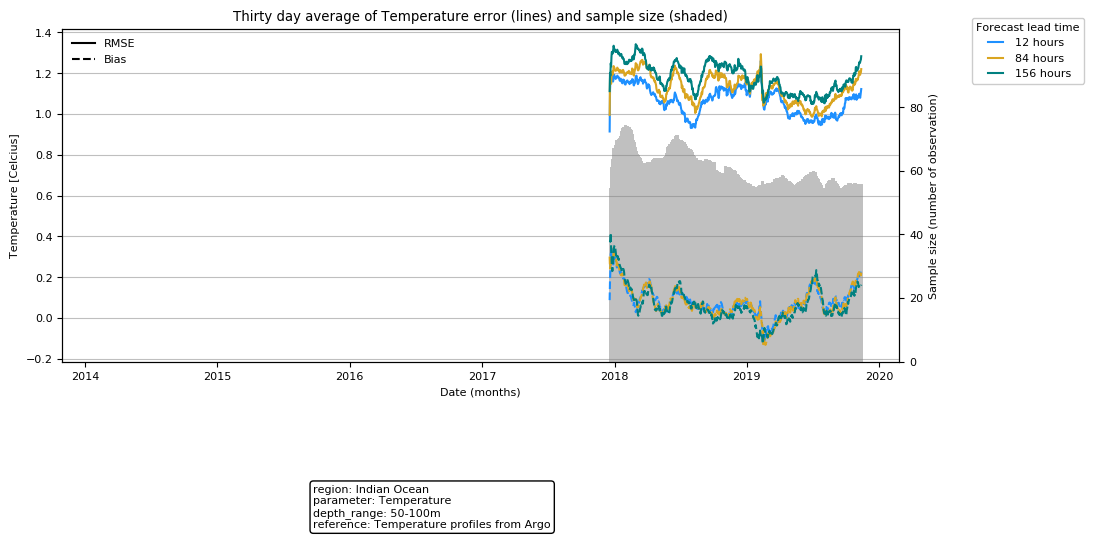 Thirty day average of Temperature error (lines) and sample size (shaded)
Forecast lead time
12 hours
84 hours
156 hours
RMSE
Bias
1.4
1.2
1.0
0.8
0.6
0.4
0.2
0.0
−0.2
Temperature [Celcius]
80
60
40
20
0
Sample size (number of observation)
2014 2015 2016 2017 2018 2019 2020
Date (months)
region: Indian Ocean
parameter: Temperature
depth_range: 50-100m
reference: Temperature profiles from Argo